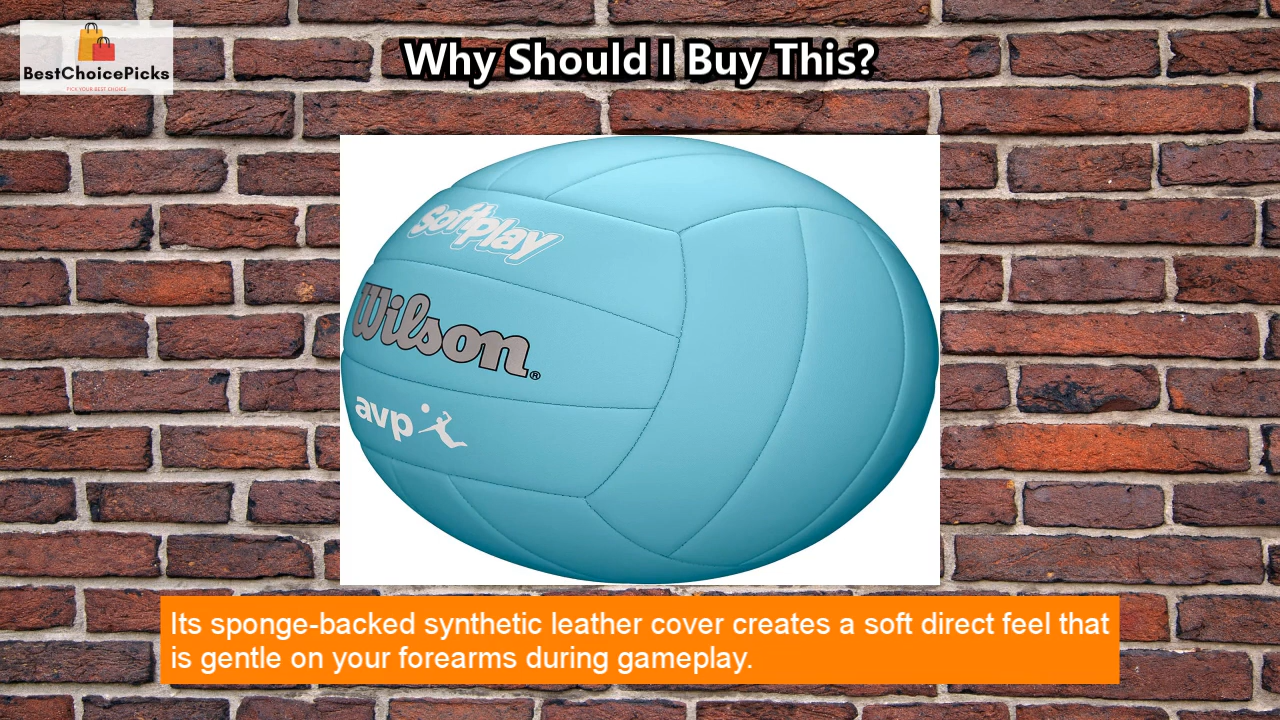 BestChoicePicks
PICK YOUR BEST CHOICE
Why Should I Buy This?
softplay
Wilson®
avp
Its sponge-backed synthetic leather cover creates a soft direct feel that
is gentle on your forearms during gameplay.